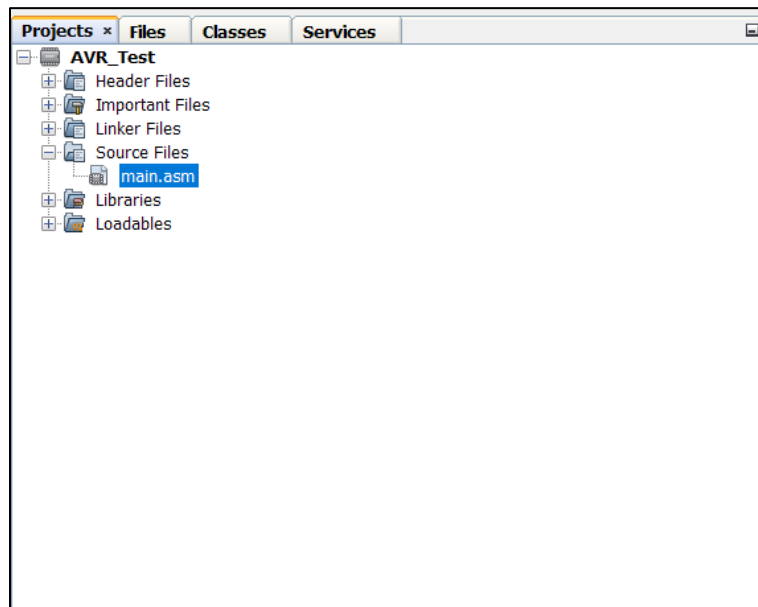 Projects × Files Classes Services
AVR_Test
Header Files
Important Files
Linker Files
Source Files
main.asm
Libraries
Loadables